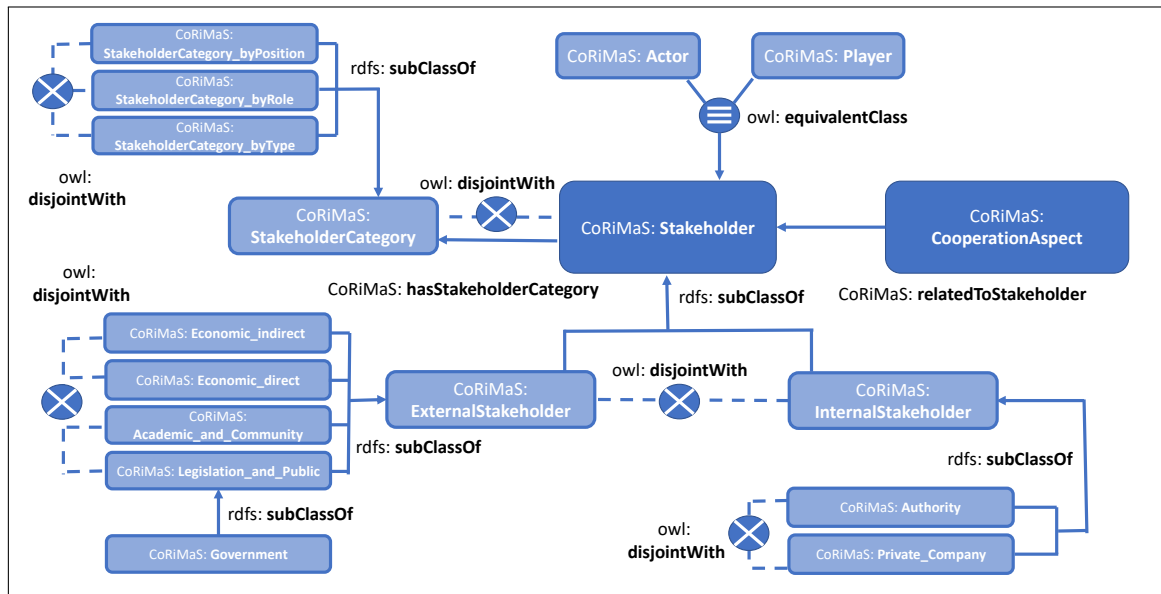 CoRiMaS:
StakeholderCategory_byPosition
CoRiMaS:
StakeholderCategory_byRole
CoRiMaS:
StakeholderCategory_byType
rdfs: subClassOf
owl:
disjointWith
CoRiMaS: Actor
CoRiMaS: Player
owl: equivalentClass
owl: disjointWith
CoRiMaS:
StakeholderCategory
CoRiMaS: Stakeholder
CoRiMaS:
CooperationAspect
CoRiMaS: hasStakeholderCategory
rdfs: subClassOf
CoRiMaS: relatedToStakeholder
owl:
disjointWith
CoRiMaS: Economic_indirect
CoRiMaS: Economic_direct
CoRiMaS:
Academic_and_Community
CoRiMaS: Legislation_and_Public
rdfs: subClassOf
CoRiMaS:
ExternalStakeholder
owl: disjointWith
CoRiMaS:
InternalStakeholder
rdfs: subClassOf
CoRiMaS: Government
rdfs: subClassOf
CoRiMaS: Authority
CoRiMaS: Private_Company
owl:
disjointWith